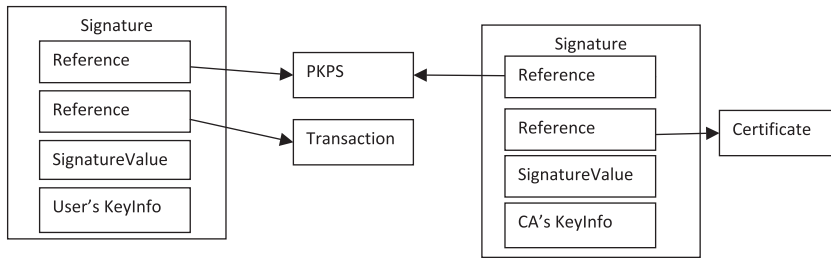 Signature
Reference
Reference
SignatureValue
User's KeyInfo
PKPS
Transaction
Signature
Reference
Reference
SignatureValue
CA's KeyInfo
Certificate